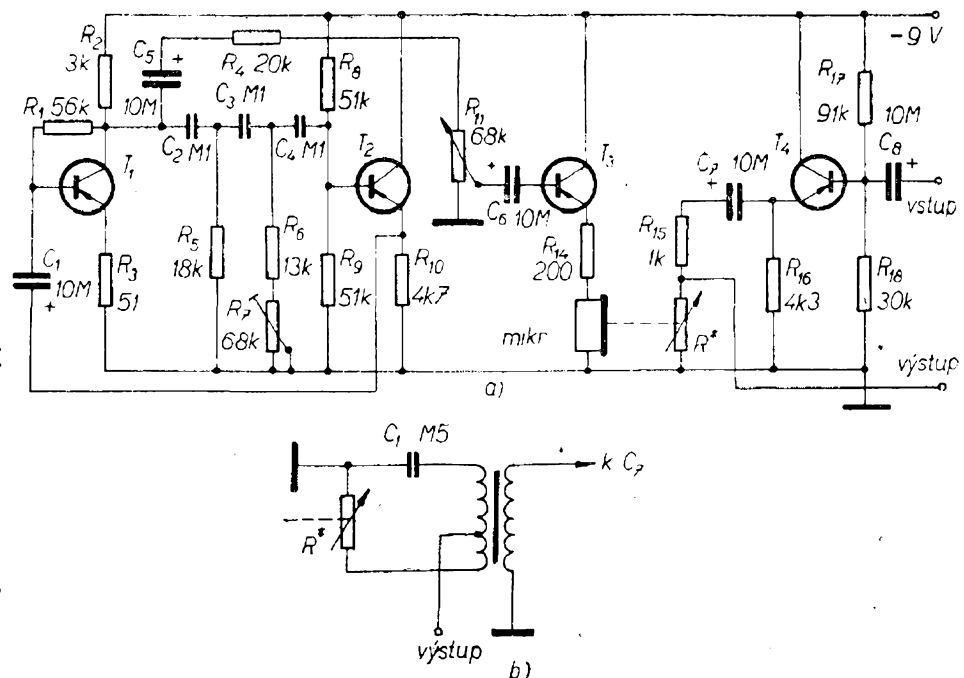 R2
3k
C5
+
10M
R4 20k
R1 56k
C3 M1
C2 M1
C4 M1
R8
51k
R11
68k
-9 V
R17
91k
10M
C8
+
vstup
T1
T2
T3
T4
C6 10M
+
C7 10M
+
R5
18k
R6
13k
R7
68k
R9
51k
R10
4k7
R14
200
R15
1k
R16
4k3
R18
30k
C1
10M
+
R3
51
mikr
R*
výstup
a)
C1 M5
k C7
R*
výstup
b)